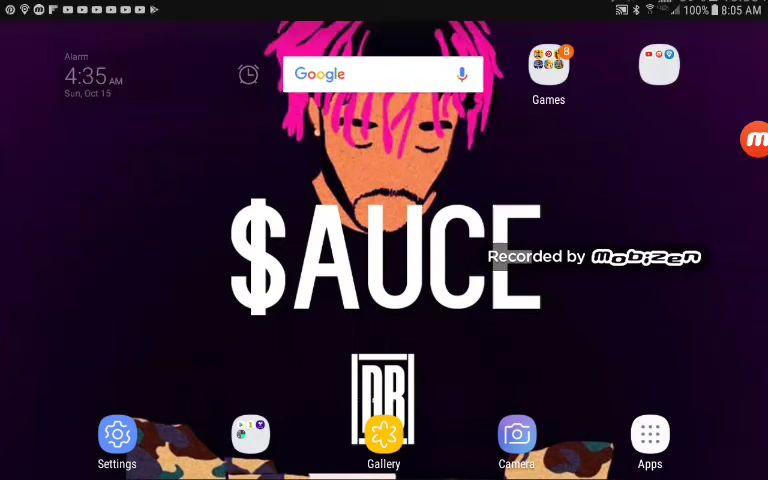 100% 8:05 AM
Alarm
4:35 AM
Sun, Oct 15
Google
8
Games
$AUCE
Recorded by mobizen
Settings
Gallery
Camera
Apps